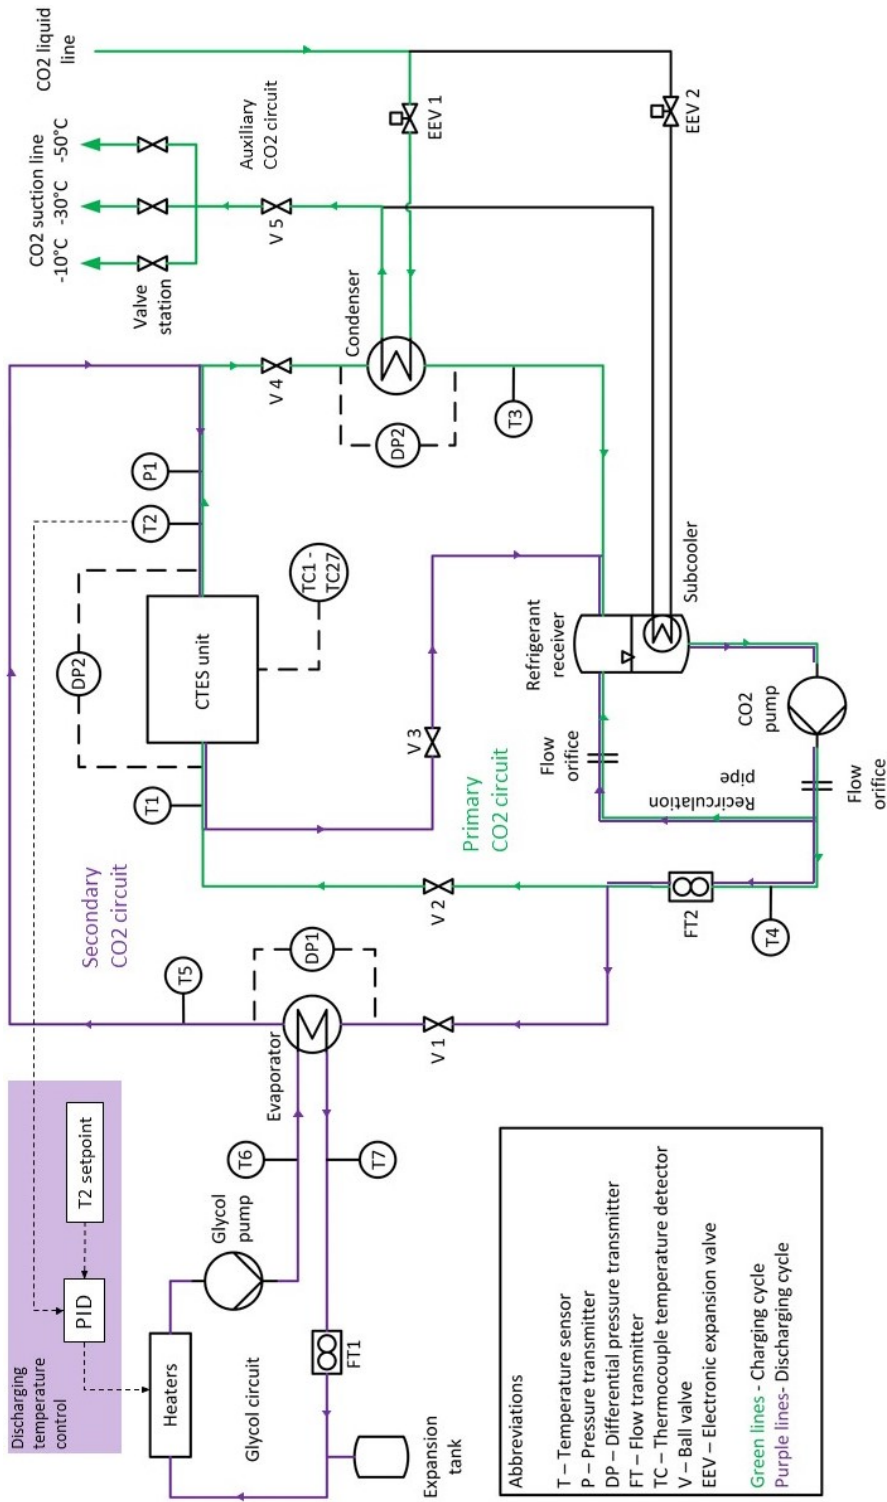 Discharging
temperature
control
T2 setpoint
PID
Heaters
Glycol circuit
Glycol
pump
FT1
Expansion
tank
T6
T7
Evaporator
T5
DP1
V 1
Secondary
CO2 circuit
T1
DP2
CTES unit
TC1 -
TC27
T2
P1
V 2
V 3
Primary
CO2 circuit
FT2
T4
Flow
orifice
Recirculation
pipe
Flow
orifice
CO2
pump
Refrigerant
receiver
Subcooler
V 4
DP2
Condenser
T3
Valve
station
CO2 suction line
-10°C
-30°C
-50°C
V 5
Auxiliary
CO2 circuit
CO2 liquid
line
EEV 1
EEV 2
Abbreviations
T – Temperature sensor
P – Pressure transmitter
DP – Differential pressure transmitter
FT – Flow transmitter
TC – Thermocouple temperature detector
V – Ball valve
EEV – Electronic expansion valve
Green lines - Charging cycle
Purple lines- Discharging cycle